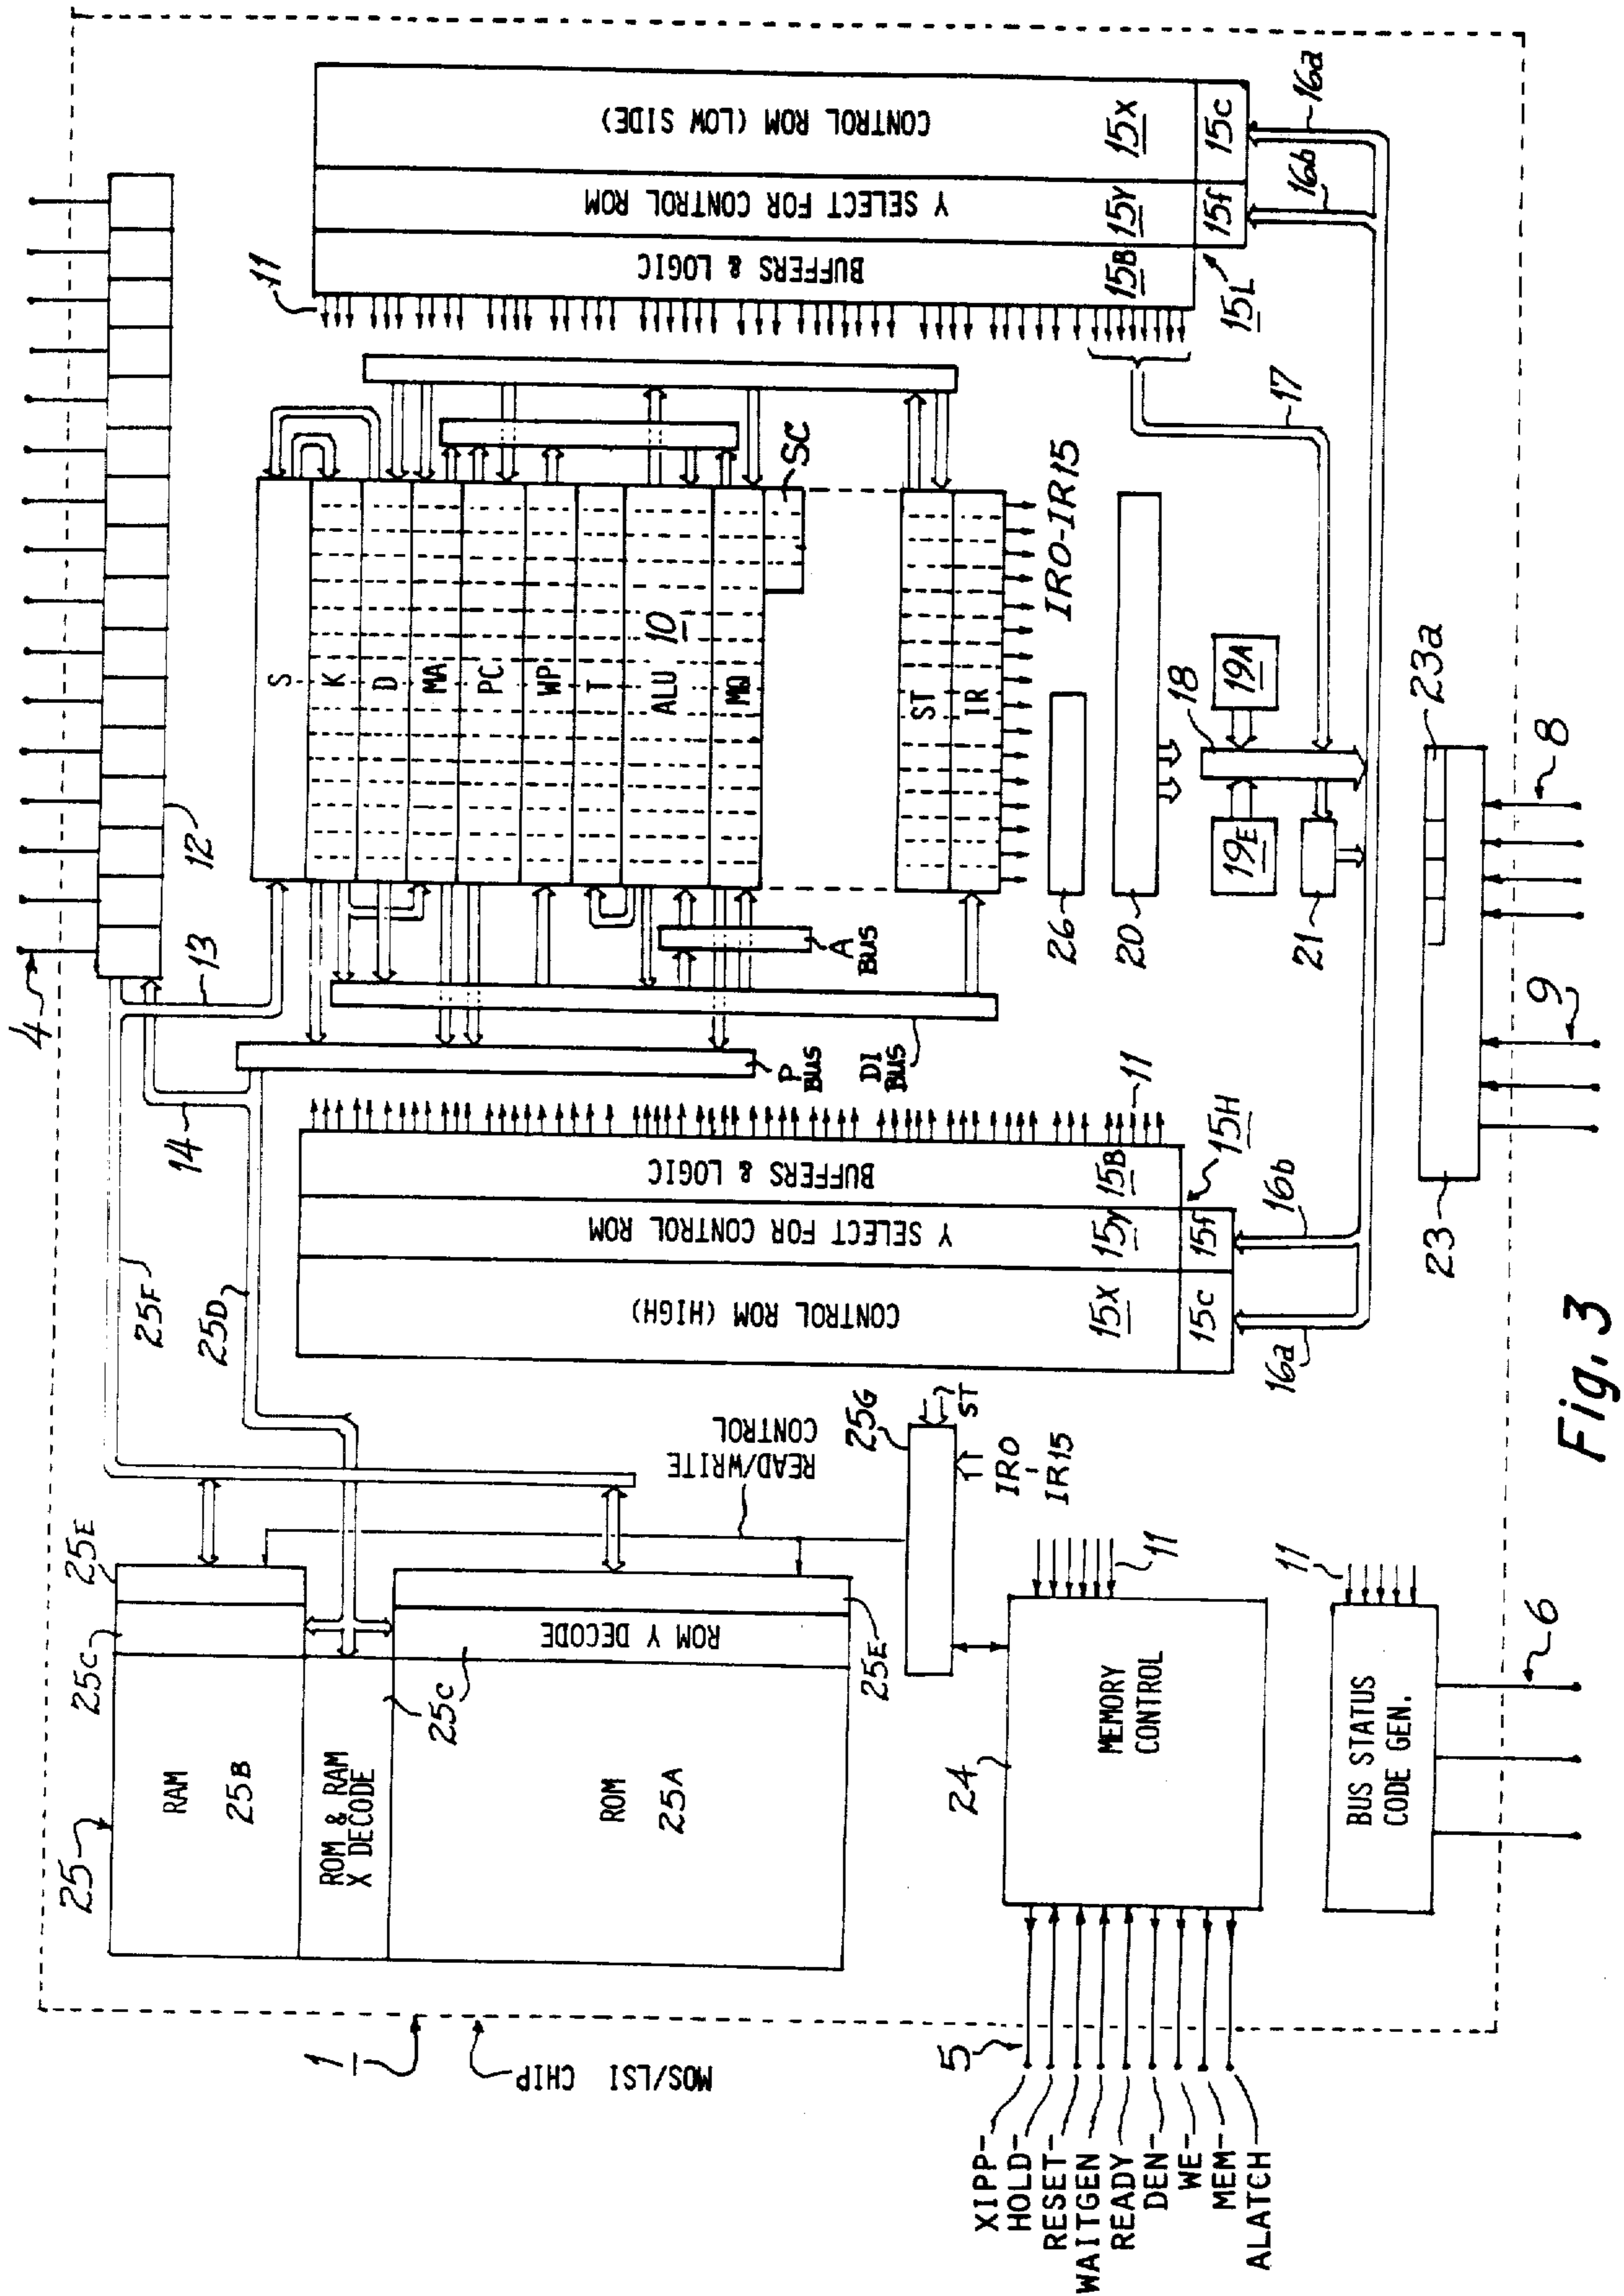 4
12
13
14
25F
25D
11
S
K
D
MA
PC
WP
T
ALU
10
MQ
SC
ST
IR
IR0-IR15
A
BUS
DI
BUS
P
BUS
CONTROL ROM (LOW SIDE)
15X
15C
16a
Y SELECT FOR CONTROL ROM
15Y
15f
16b
BUFFERS & LOGIC
15B
15L
17
26
20
18
19A
19E
21
23a
23
8
9
BUFFERS & LOGIC
15B
11
15H
Y SELECT FOR CONTROL ROM
15Y
15f
16b
CONTROL ROM (HIGH)
15X
15C
16a
25
25C
25E
RAM
25B
ROM & RAM
X DECODE
25C
ROM Y DECODE
25E
ROM
25A
READ/WRITE
CONTROL
25G
ST
IR0
-
IR15
11
24
MEMORY
CONTROL
11
BUS STATUS
CODE GEN.
6
1
MOS/LSI CHIP
5
XIPP-
HOLD-
RESET-
WAITGEN
READY
DEN-
WE-
MEM-
ALATCH
Fig. 3